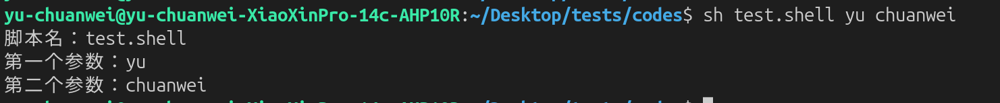 yu-chuanwei@yu-chuanwei-XiaoXinPro-14c-AHP10R:~/Desktop/tests/codes$ sh test.shell yu chuanwei
脚本名：test.shell
第一个参数：yu
第二个参数：chuanwei